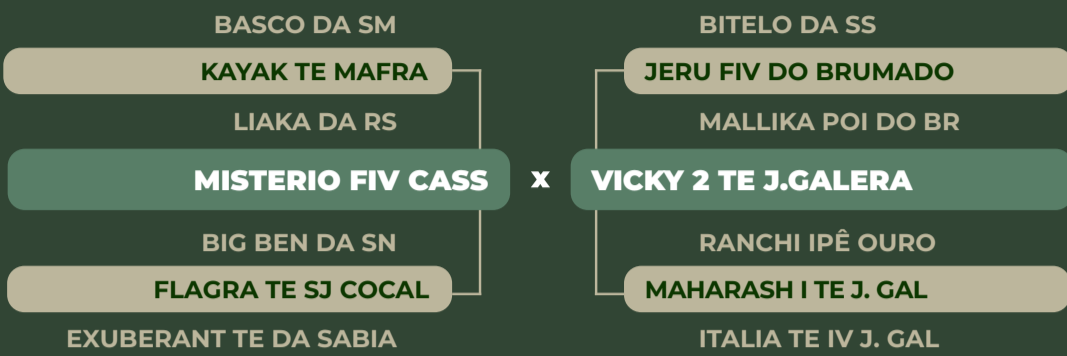 BASCO DA SM
KAYAK TE MAFRA
LIAKA DA RS
MISTERIO FIV CASS
BIG BEN DA SN
FLAGRA TE SJ COCAL
EXUBERANT TE DA SABIA
x
BITELO DA SS
JERU FIV DO BRUMADO
MALLIKA POI DO BR
VICKY 2 TE J.GALERA
RANCHI IPÊ OURO
MAHARASH I TE J. GAL
ITALIA TE IV J. GAL